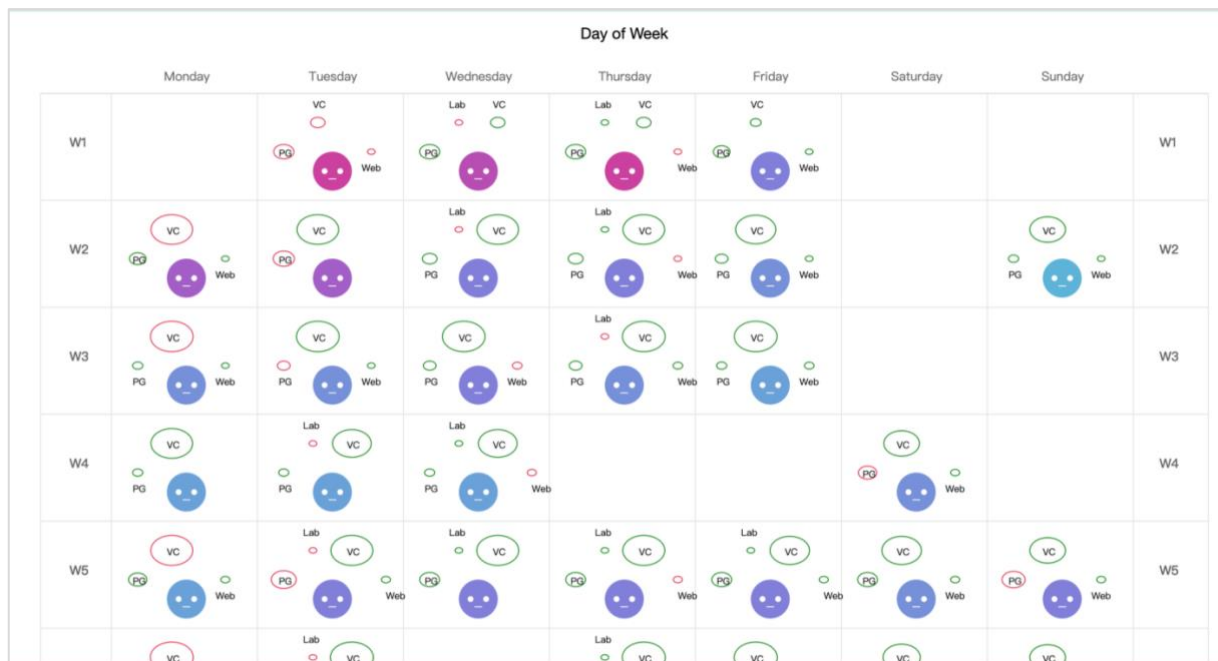 Day of Week
Monday Tuesday Wednesday Thursday Friday Saturday Sunday
VC Lab VC Lab VC VC
W1 PG PG PG PG W1
Web Web Web
Lab Lab
VC VC VC VC VC VC
W2 PG PG W2
Web PG PG Web PG Web PG Web
Lab
VC VC VC VC VC
W3 W3
PG Web PG Web PG Web PG Web PG Web
Lab Lab
VC VC VC VC
W4 PG W4
PG PG PG Web Web
Lab Lab Lab Lab
VC VC VC VC VC VC VC
W5 PG PG PG PG PG PG PG W5
Web Web Web Web Web Web
Lab Lab
VC VC VC VC VC VC